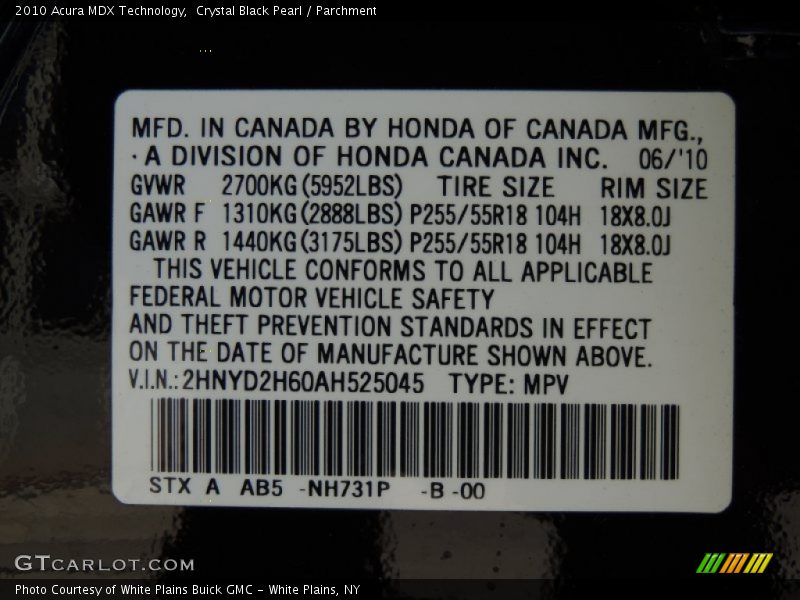 2010 Acura MDX Technology,  Crystal Black Pearl / Parchment
MFD. IN CANADA BY HONDA OF CANADA MFG.,
·A DIVISION OF HONDA CANADA INC. 06/'10
GVWR 2700KG(5952LBS) TIRE SIZE RIM SIZE
GAWR F 1310KG(2888LBS) P255/55R18 104H 18X8.0J
GAWR R 1440KG(3175LBS) P255/55R18 104H 18X8.0J
THIS VEHICLE CONFORMS TO ALL APPLICABLE
FEDERAL MOTOR VEHICLE SAFETY
AND THEFT PREVENTION STANDARDS IN EFFECT
ON THE DATE OF MANUFACTURE SHOWN ABOVE.
V.I.N.:2HNYD2H60AH525045 TYPE: MPV
STX A AB5 -NH731P -B -00
GTCARLOT.COM
Photo Courtesy of White Plains Buick GMC - White Plains, NY